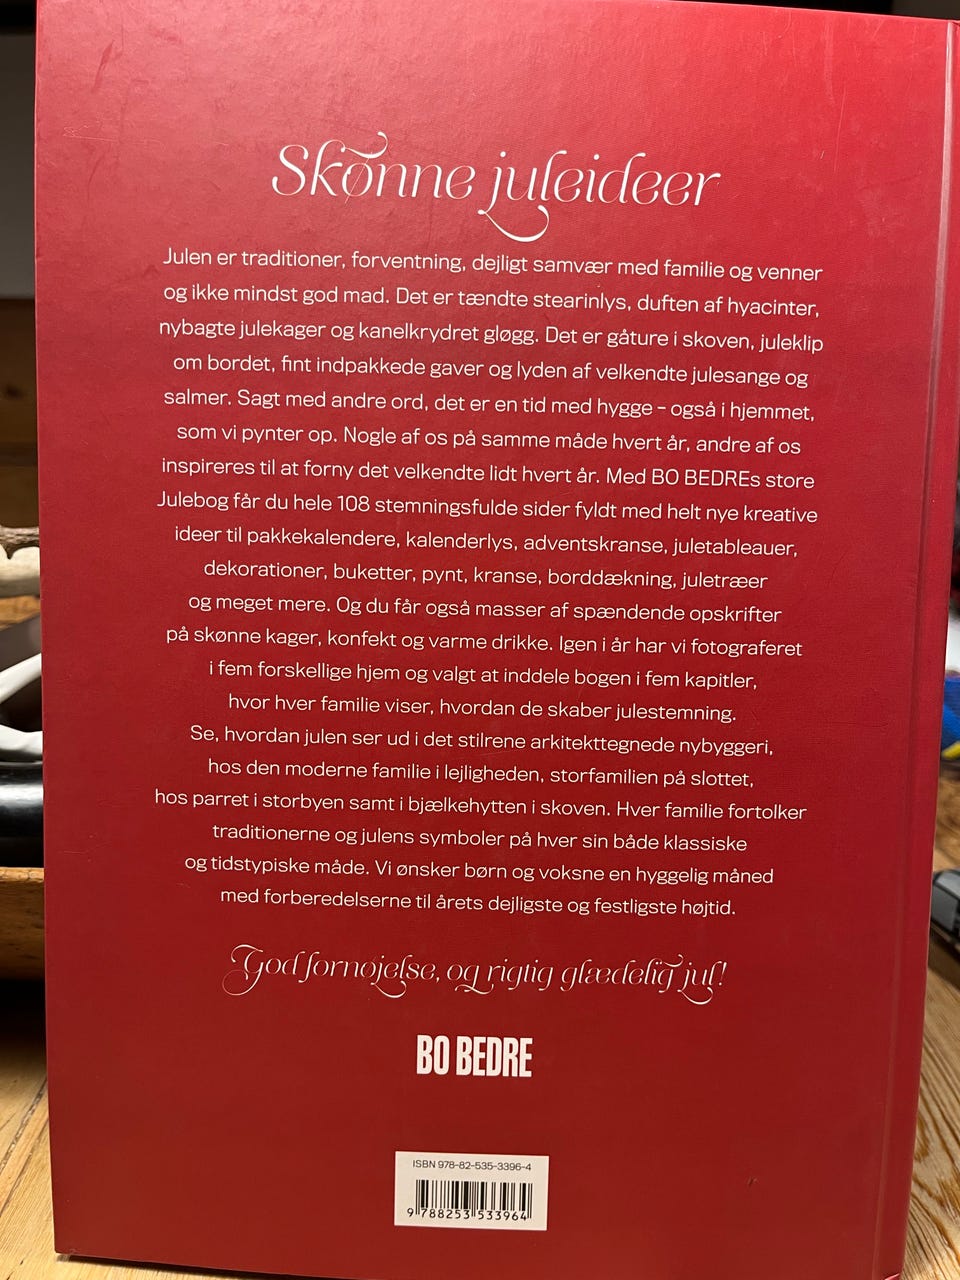 Skønne juleideer
Julen er traditioner, forventning, dejligt samvær med familie og venner
og ikke mindst god mad. Det er tændte stearinlys, duften af hyacinter,
nybagte julekager og kanelkrydret gløgg. Det er gåture i skoven, juleklip
om bordet, fint indpakkede gaver og lyden af velkendte julesange og
salmer. Sagt med andre ord, det er en tid med hygge – også i hjemmet,
som vi pynter op. Nogle af os på samme måde hvert år, andre af os
inspireres til at forny det velkendte lidt hvert år. Med BO BEDREs store
Julebog får du hele 108 stemningsfulde sider fyldt med helt nye kreative
ideer til pakkekalendere, kalenderlys, adventskranse, juletableauer,
dekorationer, buketter, pynt, kranse, borddækning, juletræer
og meget mere. Og du får også masser af spændende opskrifter
på skønne kager, konfekt og varme drikke. Igen i år har vi fotograferet
i fem forskellige hjem og valgt at inddele bogen i fem kapitler,
hvor hver familie viser, hvordan de skaber julestemning.
Se, hvordan julen ser ud i det stilrene arkitekttegnede nybyggeri,
hos den moderne familie i lejligheden, storfamilien på slottet,
hos parret i storbyen samt i bjælkehytten i skoven. Hver familie fortolker
traditionerne og julens symboler på hver sin både klassiske
og tidstypiske måde. Vi ønsker børn og voksne en hyggelig måned
med forberedelserne til årets dejligste og festligste højtid.
God fornøjelse, og rigtig glædelig jul!
BO BEDRE
ISBN 978-82-535-3396-4
9 788253 533964